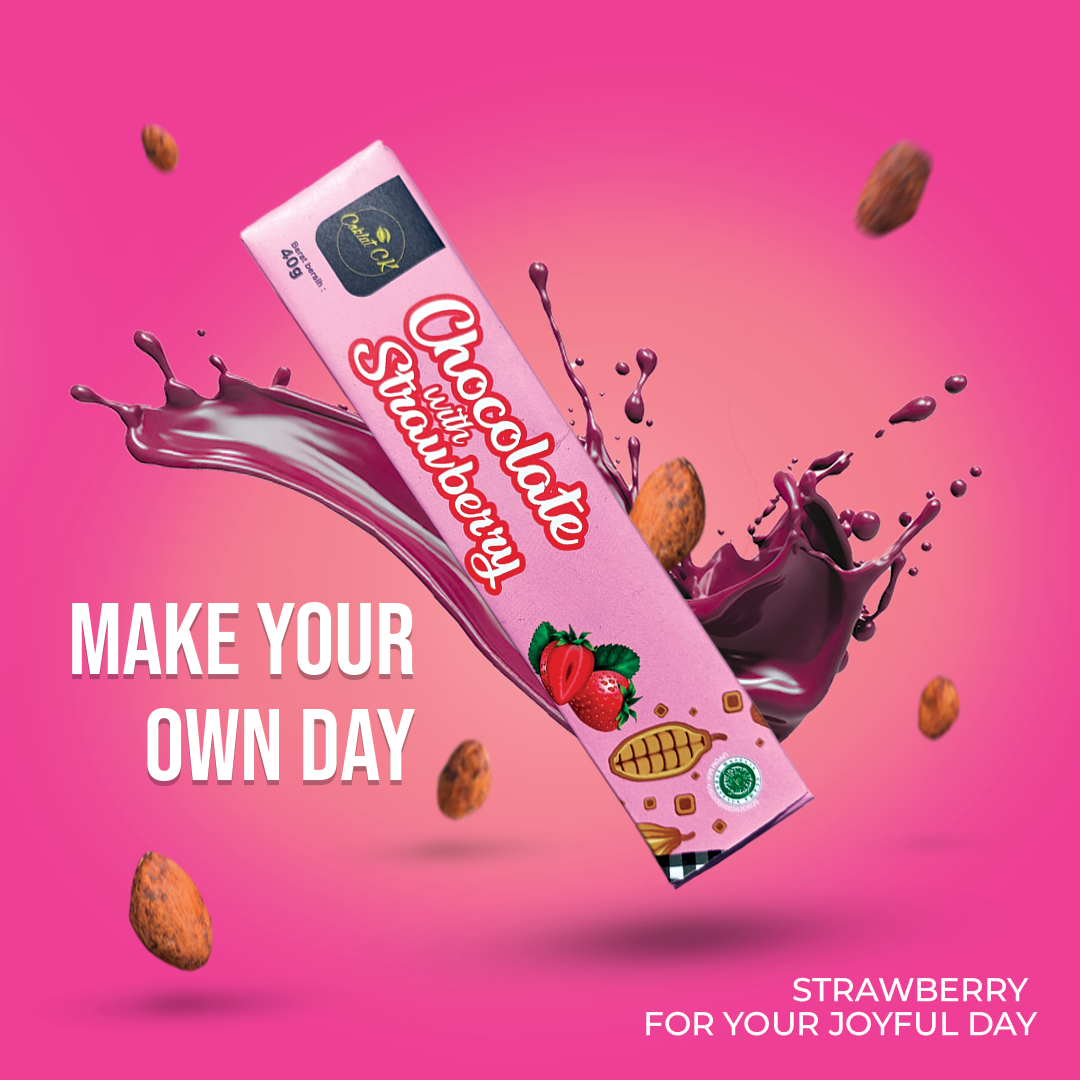 Coklat CK
Berat bersih :
40g
Chocolate
with
Strawberry
MAKE YOUR
OWN DAY
STRAWBERRY
FOR YOUR JOYFUL DAY